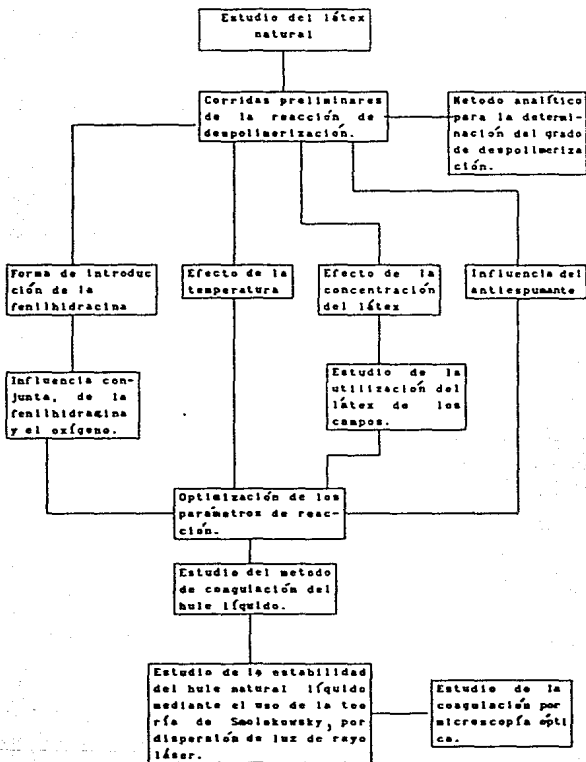 Estudio del látex
natural
Corridas preliminares
de la reacción de
despolimerización.
Metodo analítico
para la determi-
nación del grado
de despolimeriza
ción.
Forma de introduc
ción de la
fenilhidracina
Efecto de la
temperatura
Efecto de la
concentración
del látex
Influencia del
antiespumante
Influencia con-
junta, de la
fenilhidracina
y el oxígeno.
Estudio de la
utilización del
látex de los
campos.
Optimización de los
parámetros de reac-
ción.
Estudio del metodo
de coagulación del
hule líquido.
Estudio de la estabilidad
del hule natural líquido
mediante el uso de la teo
ría de Smolakowsky, por
dispersión de luz de rayo
láser.
Estudio de la
coagulación por
microscopía ópti
ca.